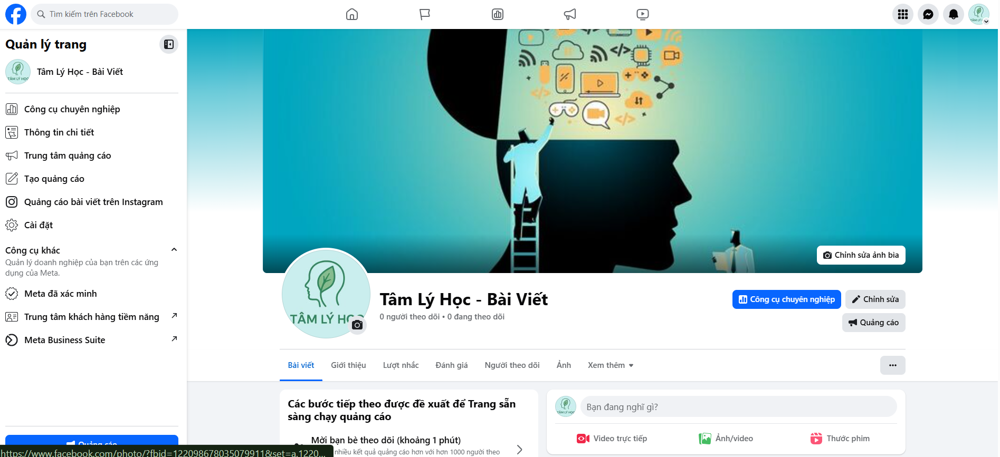 Tìm kiếm trên Facebook
Quản lý trang
TÂM LÝ HỌC
Tâm Lý Học - Bài Viết
Công cụ chuyên nghiệp
Thông tin chi tiết
Trung tâm quảng cáo
Tạo quảng cáo
Quảng cáo bài viết trên Instagram
Cài đặt
Công cụ khác
Quản lý doanh nghiệp của bạn trên các ứng
dụng của Meta.
Meta đã xác minh
Trung tâm khách hàng tiềm năng
Meta Business Suite
Quảng cáo
https://www.facebook.com/photo/?fbid=122098678035079911&set=a.1220...
Chỉnh sửa ảnh bìa
TÂM LÝ HỌC
Tâm Lý Học - Bài Viết
0 người theo dõi • 0 đang theo dõi
Công cụ chuyên nghiệp
Chỉnh sửa
Quảng cáo
Bài viết
Giới thiệu
Lượt nhắc
Đánh giá
Người theo dõi
Ảnh
Xem thêm
Các bước tiếp theo được đề xuất để Trang sẵn
sàng chạy quảng cáo
Mời bạn bè theo dõi (khoảng 1 phút)
nhiều kết quả quảng cáo hơn với hơn 1000 người theo
TÂM LÝ HỌC
Bạn đang nghĩ gì?
Video trực tiếp
Ảnh/video
Thước phim